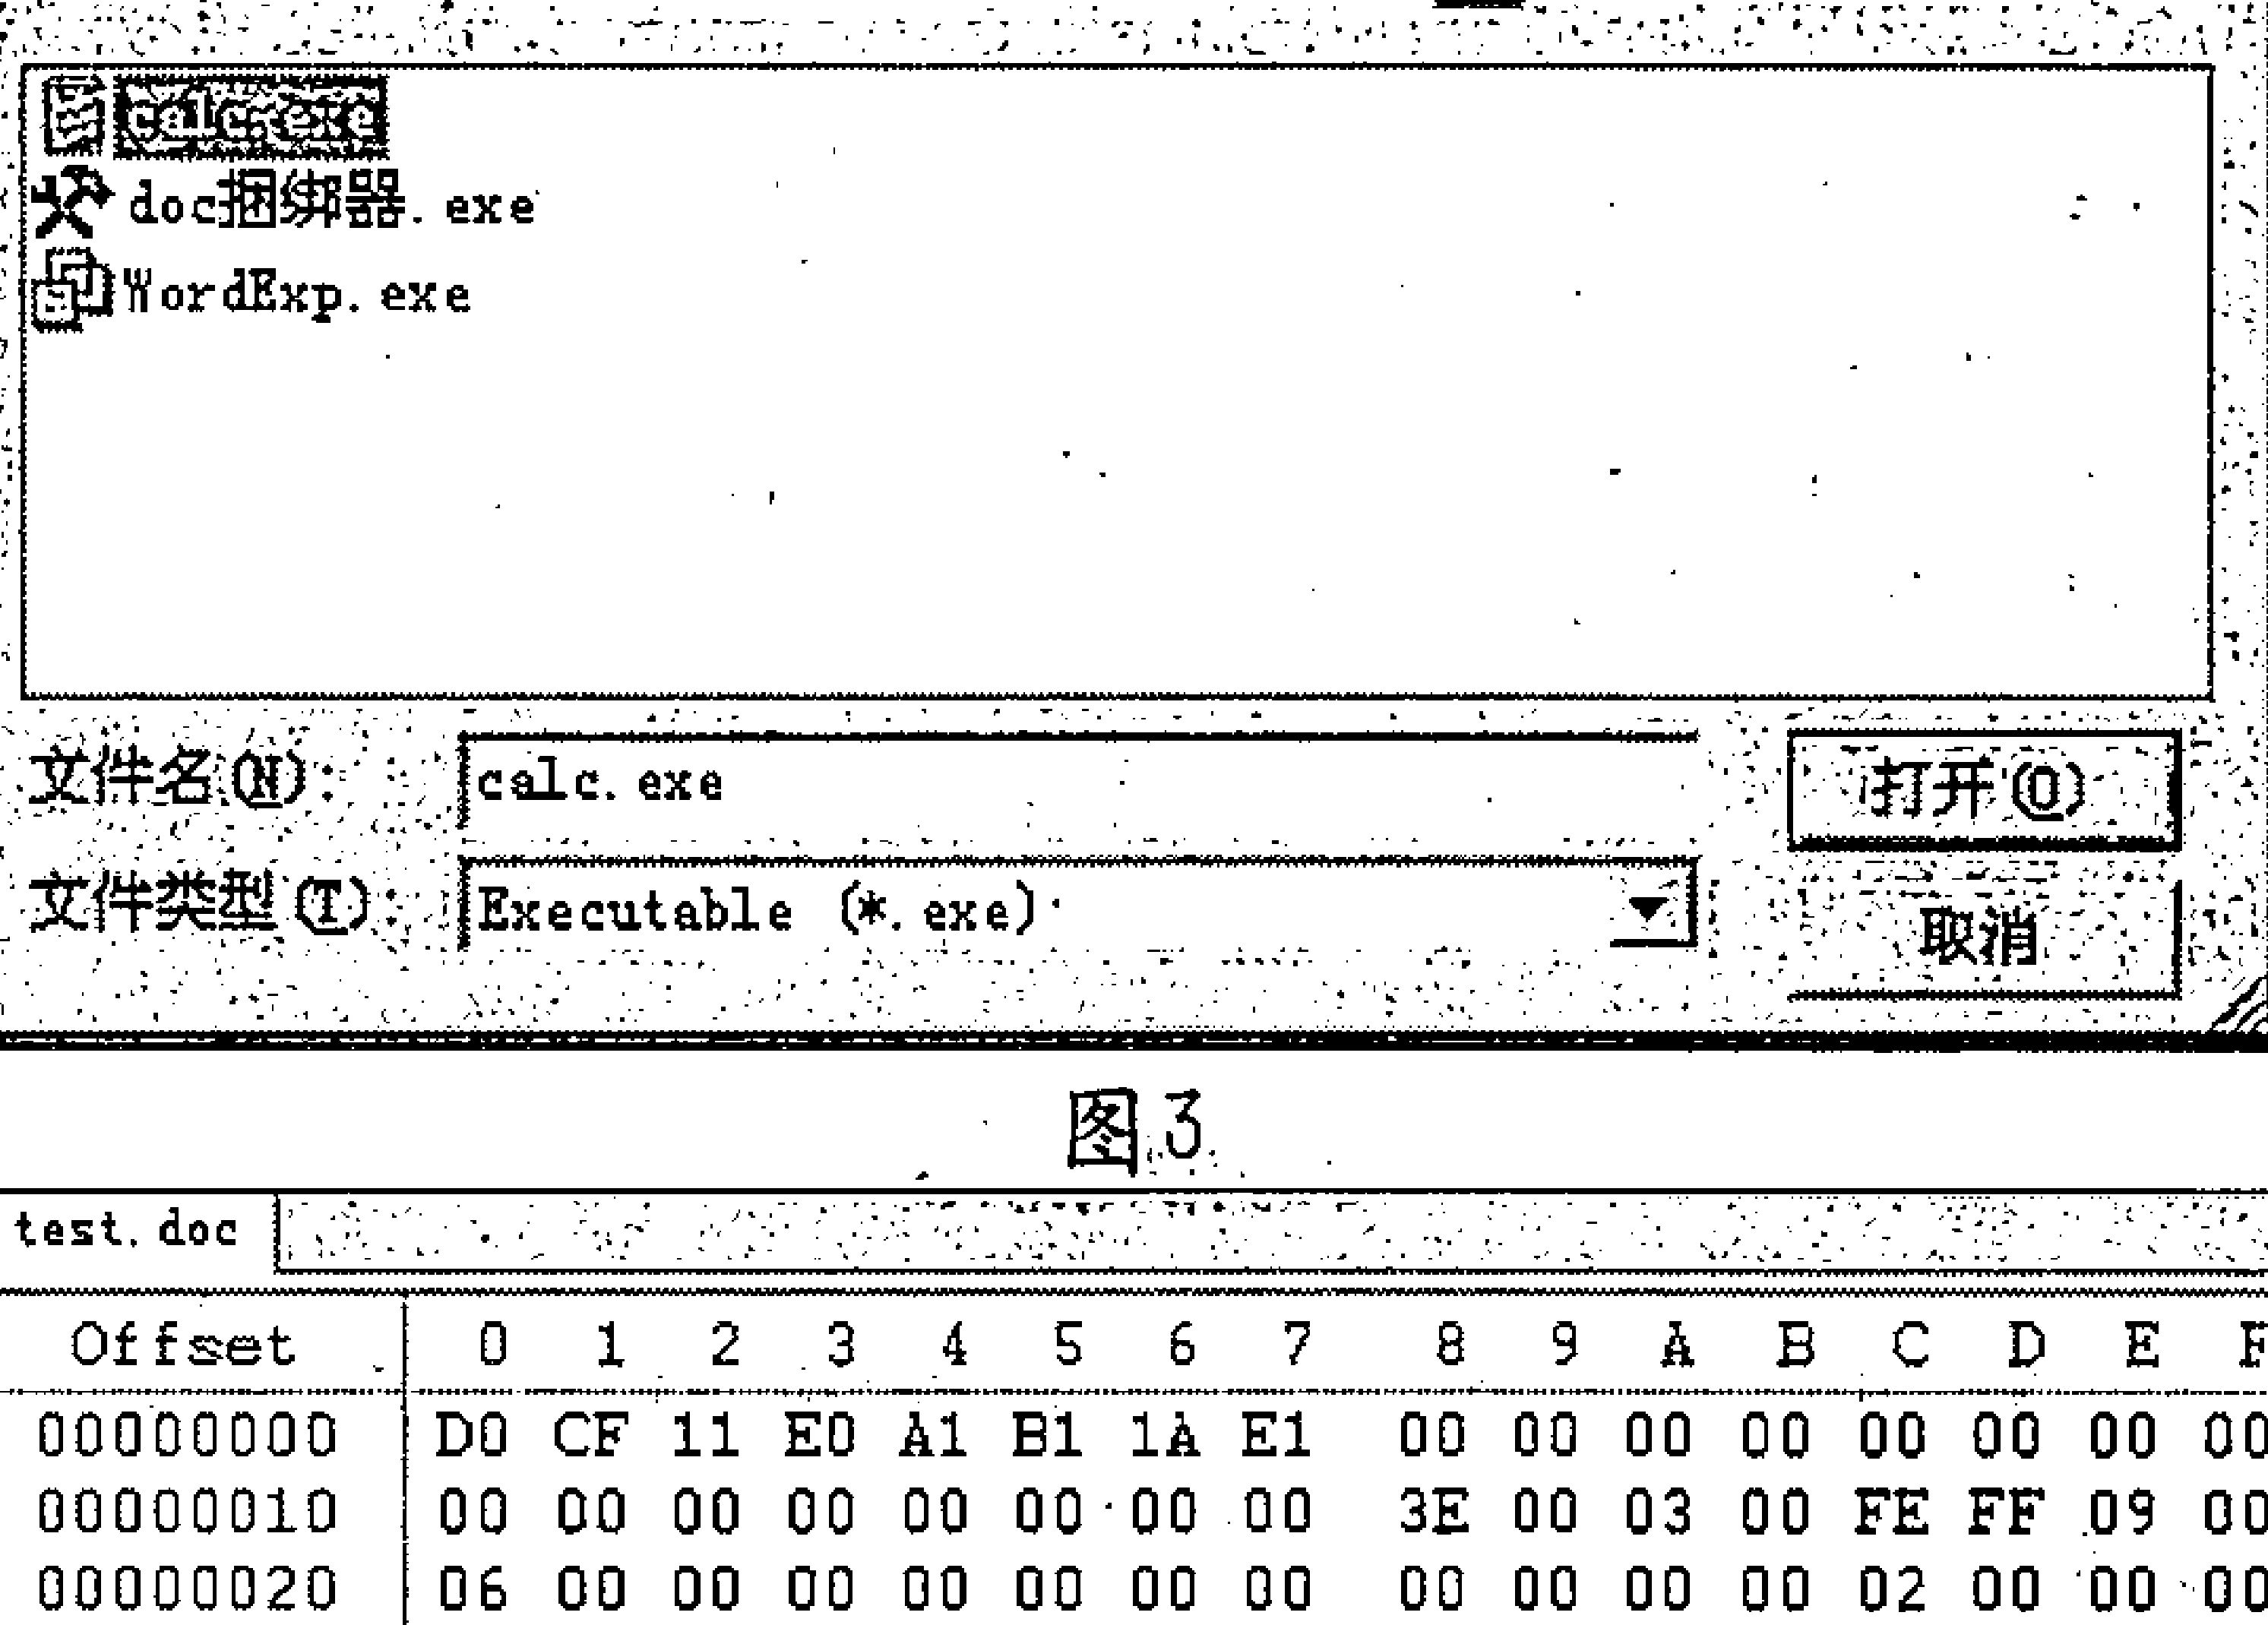 calc.exe
doc捆绑器.exe
WordExp.exe
文件名(N): calc.exe 打开(O)
文件类型(T): Executable (*.exe) 取消
图3
test.doc
Offset 0 1 2 3 4 5 6 7 8 9 A B C D E F
00000000 D0 CF 11 E0 A1 B1 1A E1 00 00 00 00 00 00 00 00
00000010 00 00 00 00 00 00 00 00 3E 00 03 00 FE FF 09 00
00000020 06 00 00 00 00 00 00 00 00 00 00 00 02 00 00 00